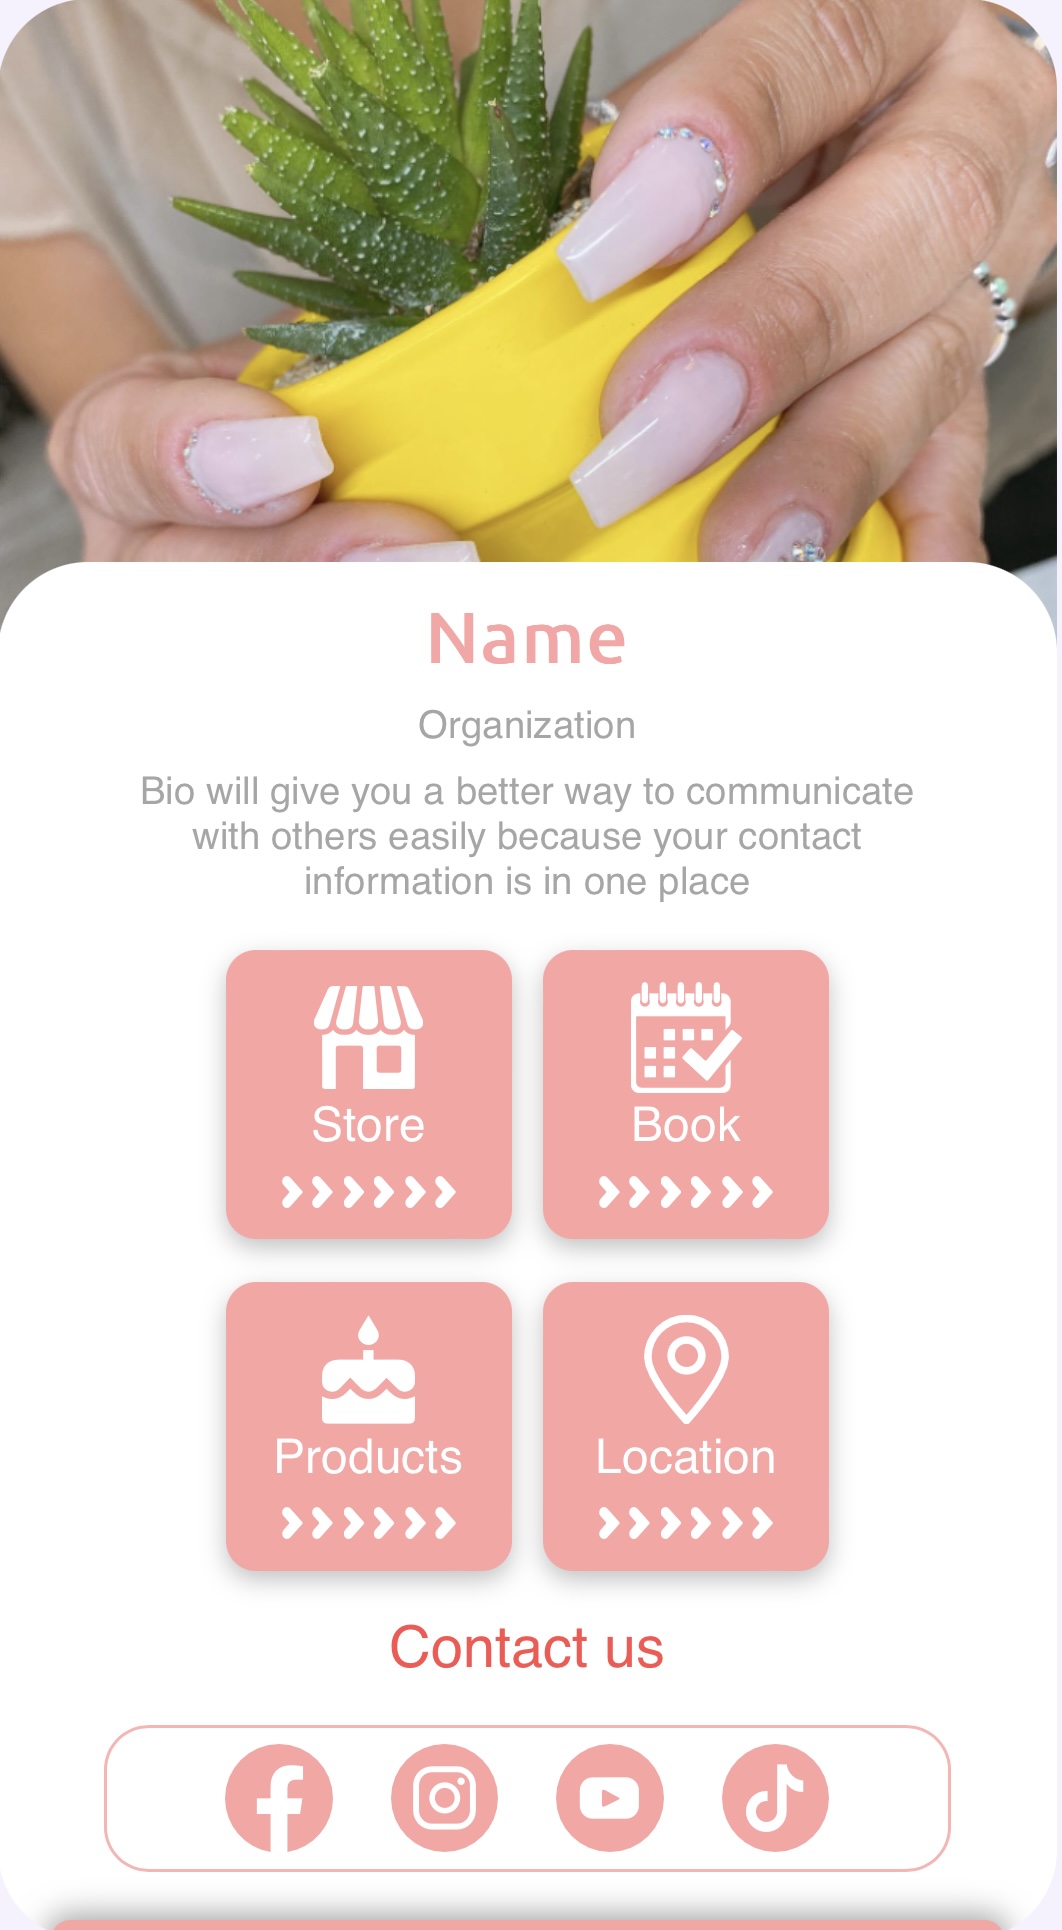 Name
Organization
Bio will give you a better way to communicate
with others easily because your contact
information is in one place
Store
Book
Products
Location
Contact us